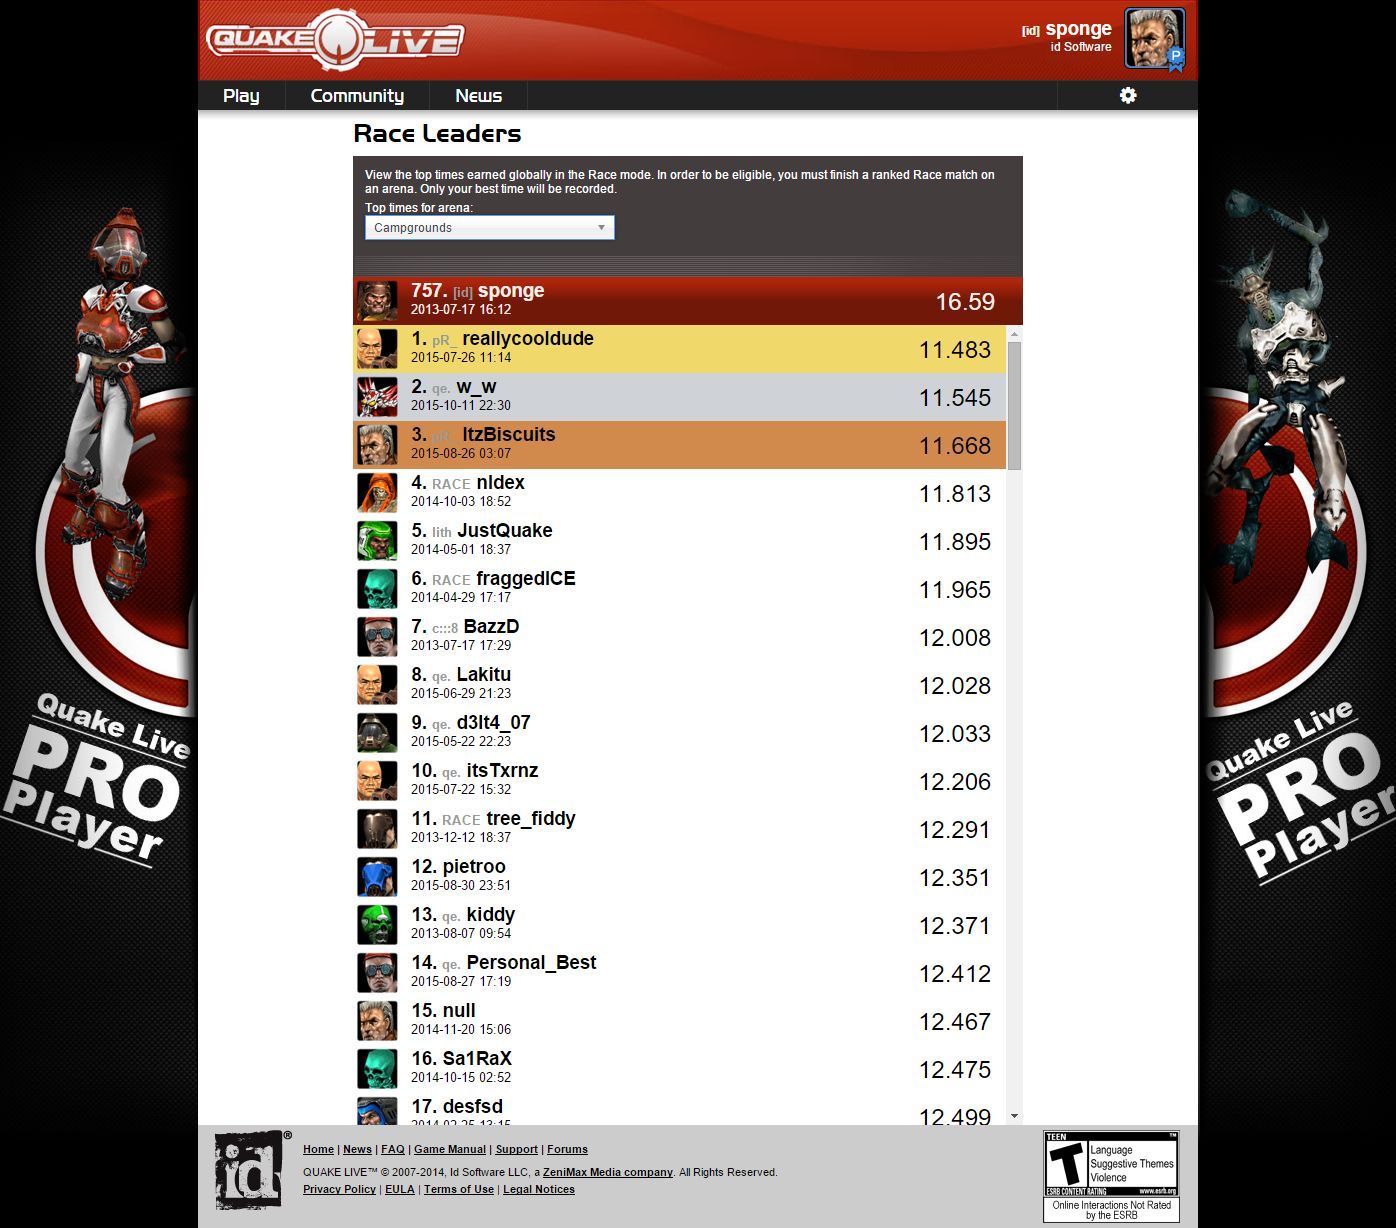 QUAKE LIVE
[id] sponge
id Software
P
Play
Community
News
Race Leaders
View the top times earned globally in the Race mode. In order to be eligible, you must finish a ranked Race match on
an arena. Only your best time will be recorded.
Top times for arena:
Campgrounds
757. [id] sponge
2013-07-17 16:12
16.59
1. pR_ reallycooldude
2015-07-26 11:14
11.483
2. qe. w_w
2015-10-11 22:30
11.545
3. pR_ ItzBiscuits
2015-08-26 03:07
11.668
4. RACE nldex
2014-10-03 18:52
11.813
5. lith JustQuake
2014-05-01 18:37
11.895
6. RACE fraggedICE
2014-04-29 17:17
11.965
7. c:::8 BazzD
2013-07-17 17:29
12.008
8. qe. Lakitu
2015-06-29 21:23
12.028
9. qe. d3lt4_07
2015-05-22 22:23
12.033
10. qe. itsTxrnz
2015-07-22 15:32
12.206
11. RACE tree_fiddy
2013-12-12 18:37
12.291
12. pietroo
2015-08-30 23:51
12.351
13. qe. kiddy
2013-08-07 09:54
12.371
14. qe. Personal_Best
2015-08-27 17:19
12.412
15. null
2014-11-20 15:06
12.467
16. Sa1RaX
2014-10-15 02:52
12.475
17. desfsd
2014-02-25 13:15
12.499
Quake Live
PRO
Player
Quake Live
PRO
Player
id ®
Home | News | FAQ | Game Manual | Support | Forums
QUAKE LIVE™ © 2007-2014, Id Software LLC, a ZeniMax Media company. All Rights Reserved.
Privacy Policy | EULA | Terms of Use | Legal Notices
TEEN ™
T
Language
Suggestive Themes
Violence
ESRB CONTENT RATING www.esrb.org
Online Interactions Not Rated
by the ESRB